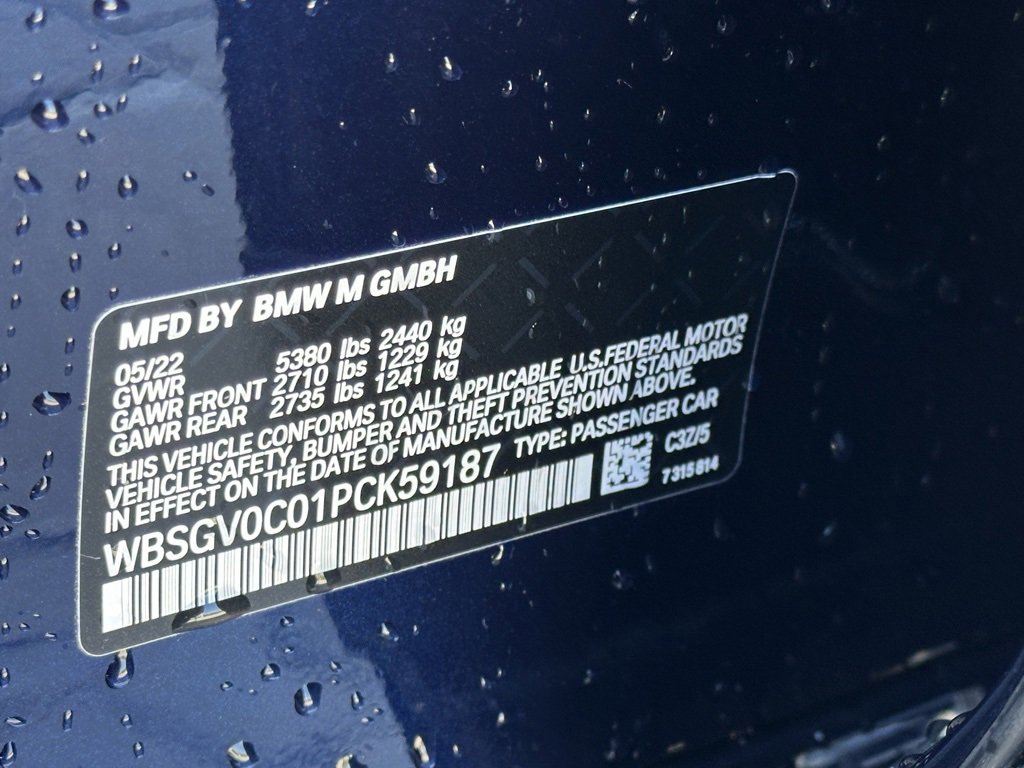 MFD BY BMW M GMBH
05/22
GVWR 5380 lbs 2440 kg
GAWR FRONT 2710 lbs 1229 kg
GAWR REAR 2735 lbs 1241 kg
THIS VEHICLE CONFORMS TO ALL APPLICABLE U.S.FEDERAL MOTOR
VEHICLE SAFETY, BUMPER AND THEFT PREVENTION STANDARDS
IN EFFECT ON THE DATE OF MANUFACTURE SHOWN ABOVE.
WBSGV0C01PCK59187 TYPE: PASSENGER CAR
C3Z/5
7 315 814